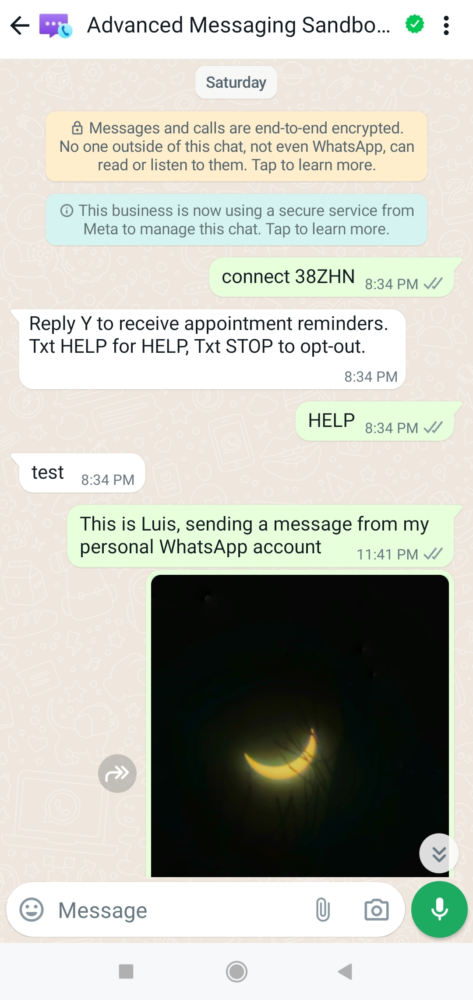 Advanced Messaging Sandbo...
Saturday
Messages and calls are end-to-end encrypted.
No one outside of this chat, not even WhatsApp, can
read or listen to them. Tap to learn more.
This business is now using a secure service from
Meta to manage this chat. Tap to learn more.
connect 38ZHN 8:34 PM
Reply Y to receive appointment reminders.
Txt HELP for HELP, Txt STOP to opt-out.
8:34 PM
HELP 8:34 PM
test 8:34 PM
This is Luis, sending a message from my
personal WhatsApp account 11:41 PM
Message